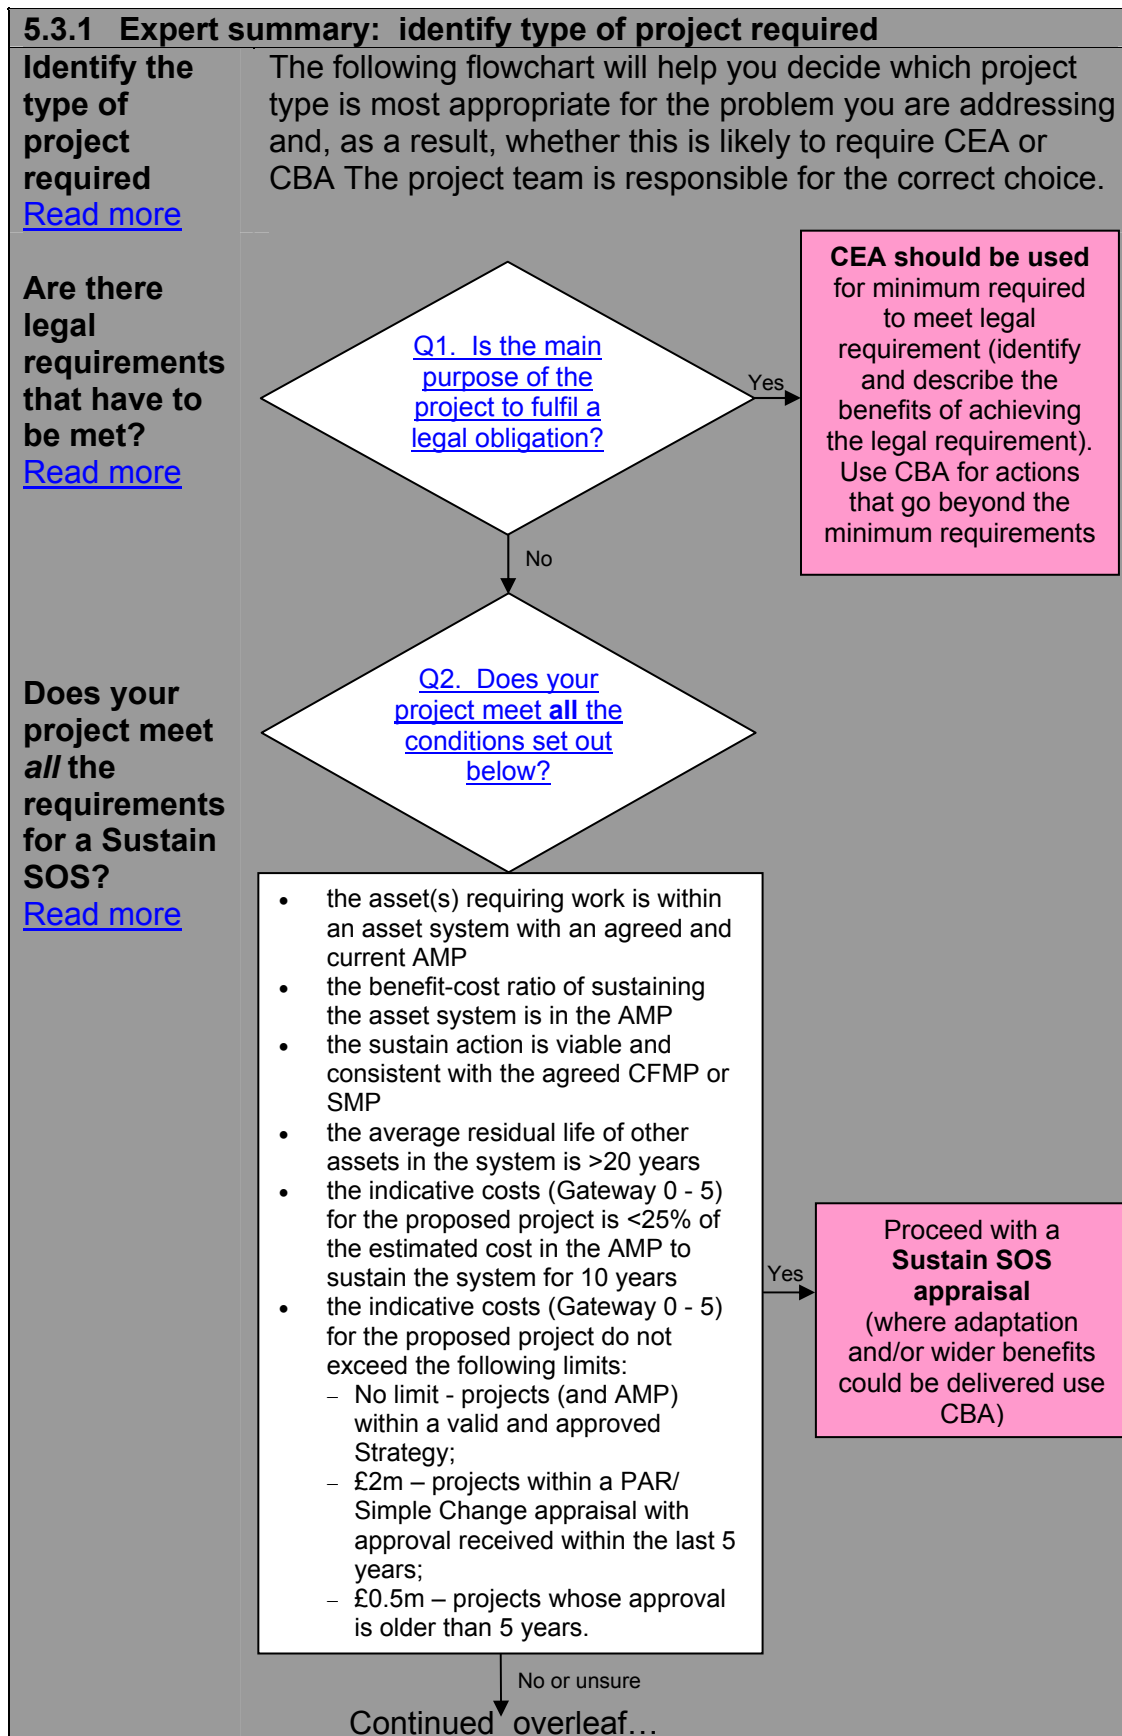 5.3.1 Expert summary: identify type of project required
Identify the
type of
project
required
Read more
The following flowchart will help you decide which project
type is most appropriate for the problem you are addressing
and, as a result, whether this is likely to require CEA or
CBA The project team is responsible for the correct choice.
Are there
legal
requirements
that have to
be met?
Read more
Q1. Is the main
purpose of the
project to fulfil a
legal obligation?
Yes
CEA should be used
for minimum required
to meet legal
requirement (identify
and describe the
benefits of achieving
the legal requirement).
Use CBA for actions
that go beyond the
minimum requirements
No
Does your
project meet
all the
requirements
for a Sustain
SOS?
Read more
Q2. Does your
project meet all the
conditions set out
below?
• the asset(s) requiring work is within
an asset system with an agreed and
current AMP
• the benefit-cost ratio of sustaining
the asset system is in the AMP
• the sustain action is viable and
consistent with the agreed CFMP or
SMP
• the average residual life of other
assets in the system is >20 years
• the indicative costs (Gateway 0 - 5)
for the proposed project is <25% of
the estimated cost in the AMP to
sustain the system for 10 years
• the indicative costs (Gateway 0 - 5)
for the proposed project do not
exceed the following limits:
– No limit - projects (and AMP)
within a valid and approved
Strategy;
– £2m – projects within a PAR/
Simple Change appraisal with
approval received within the last 5
years;
– £0.5m – projects whose approval
is older than 5 years.
Yes
Proceed with a
Sustain SOS
appraisal
(where adaptation
and/or wider benefits
could be delivered use
CBA)
No or unsure
Continued overleaf…